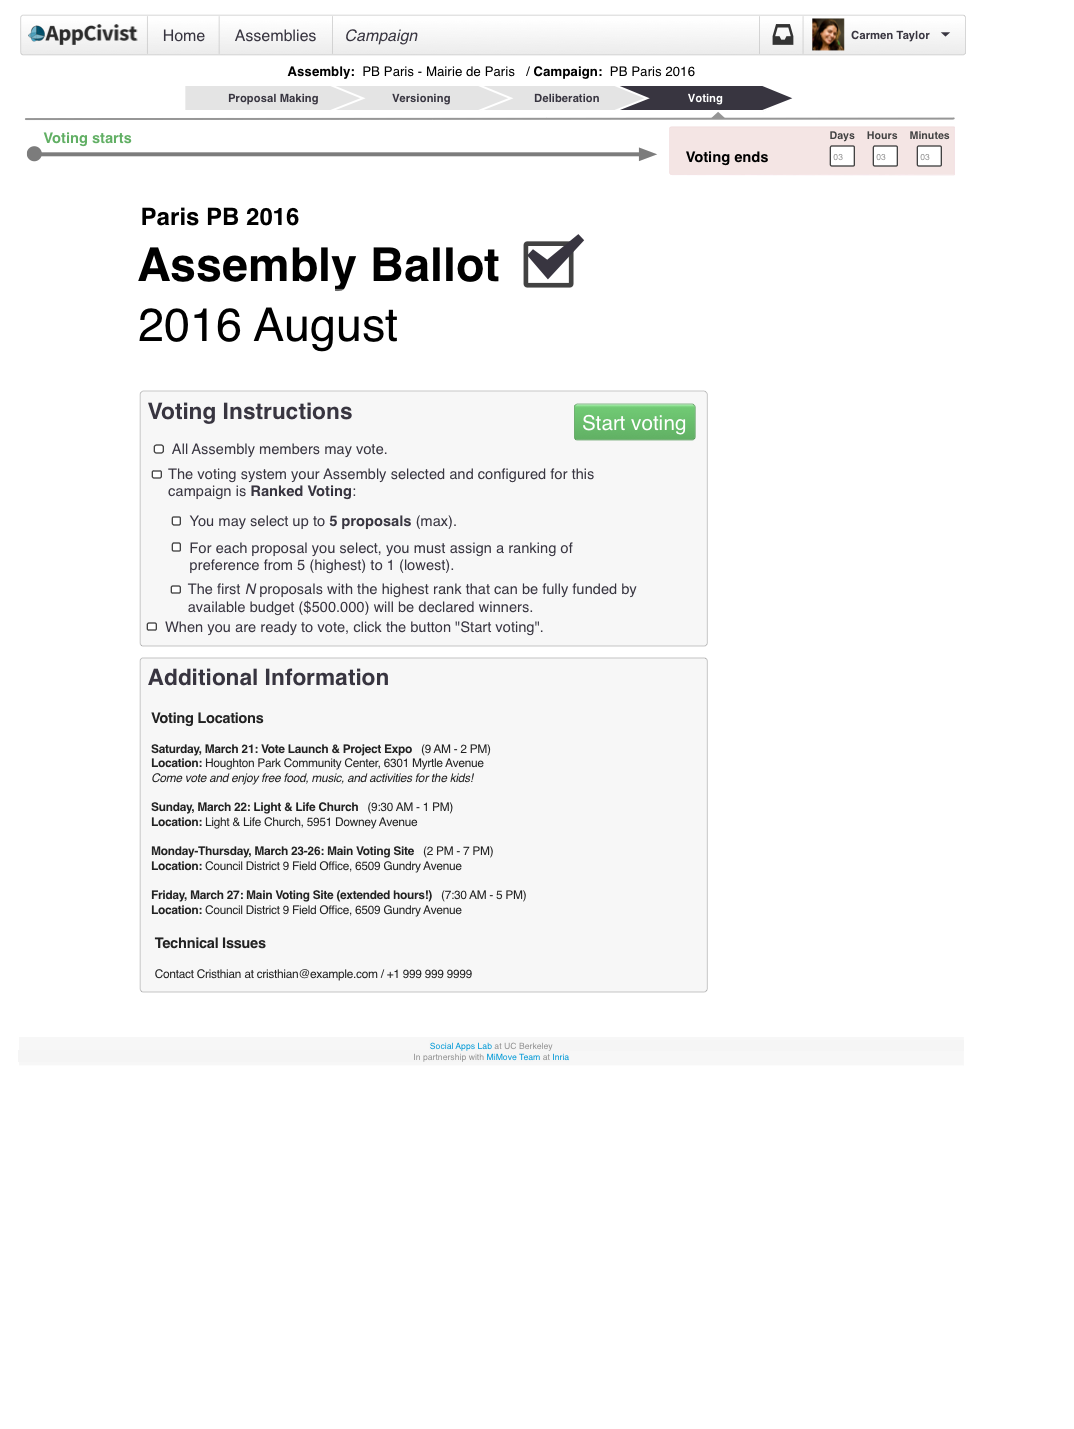 AppCivist Home Assemblies Campaign Carmen Taylor
Assembly: PB Paris - Mairie de Paris / Campaign: PB Paris 2016
Proposal Making Versioning Deliberation Voting
Voting starts
Days Hours Minutes
Voting ends 03 03 03
Paris PB 2016
Assembly Ballot
2016 August
Voting Instructions
Start voting
All Assembly members may vote.
The voting system your Assembly selected and configured for this
campaign is Ranked Voting:
You may select up to 5 proposals (max).
For each proposal you select, you must assign a ranking of
preference from 5 (highest) to 1 (lowest).
The first N proposals with the highest rank that can be fully funded by
available budget ($500.000) will be declared winners.
When you are ready to vote, click the button "Start voting".
Additional Information
Voting Locations
Saturday, March 21: Vote Launch & Project Expo (9 AM - 2 PM)
Location: Houghton Park Community Center, 6301 Myrtle Avenue
Come vote and enjoy free food, music, and activities for the kids!
Sunday, March 22: Light & Life Church (9:30 AM - 1 PM)
Location: Light & Life Church, 5951 Downey Avenue
Monday-Thursday, March 23-26: Main Voting Site (2 PM - 7 PM)
Location: Council District 9 Field Office, 6509 Gundry Avenue
Friday, March 27: Main Voting Site (extended hours!) (7:30 AM - 5 PM)
Location: Council District 9 Field Office, 6509 Gundry Avenue
Technical Issues
Contact Cristhian at cristhian@example.com / +1 999 999 9999
Social Apps Lab at UC Berkeley
In partnership with MiMove Team at Inria